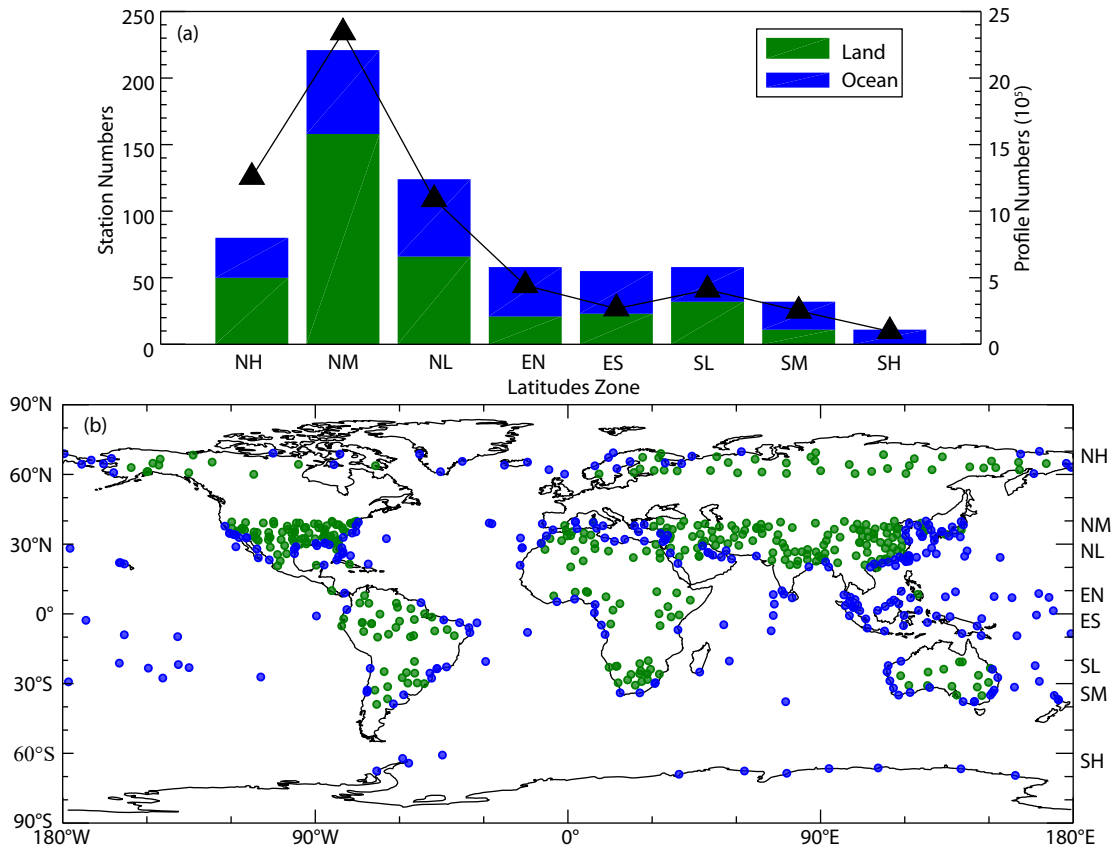 250
200
150
100
50
0
Station Numbers
(a)
Land
Ocean
25
20
15
10
5
0
Profile Numbers (10⁵)
NH NM NL EN ES SL SM SH
Latitudes Zone
90°N
60°N
30°N
0°
30°S
60°S
90°S
(b)
NH
NM
NL
EN
ES
SL
SM
SH
180°W 90°W 0° 90°E 180°E